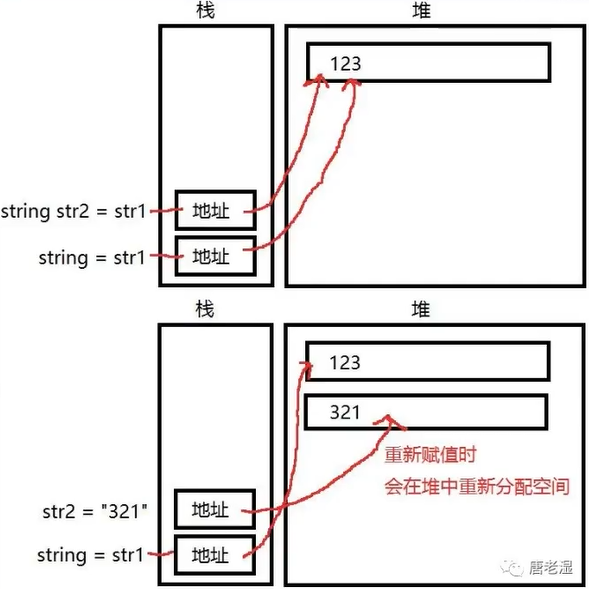 栈 堆
123
string str2 = str1 地址
string = str1 地址
栈 堆
123
321
重新赋值时
会在堆中重新分配空间
str2 = "321" 地址
string = str1 地址
唐老湿